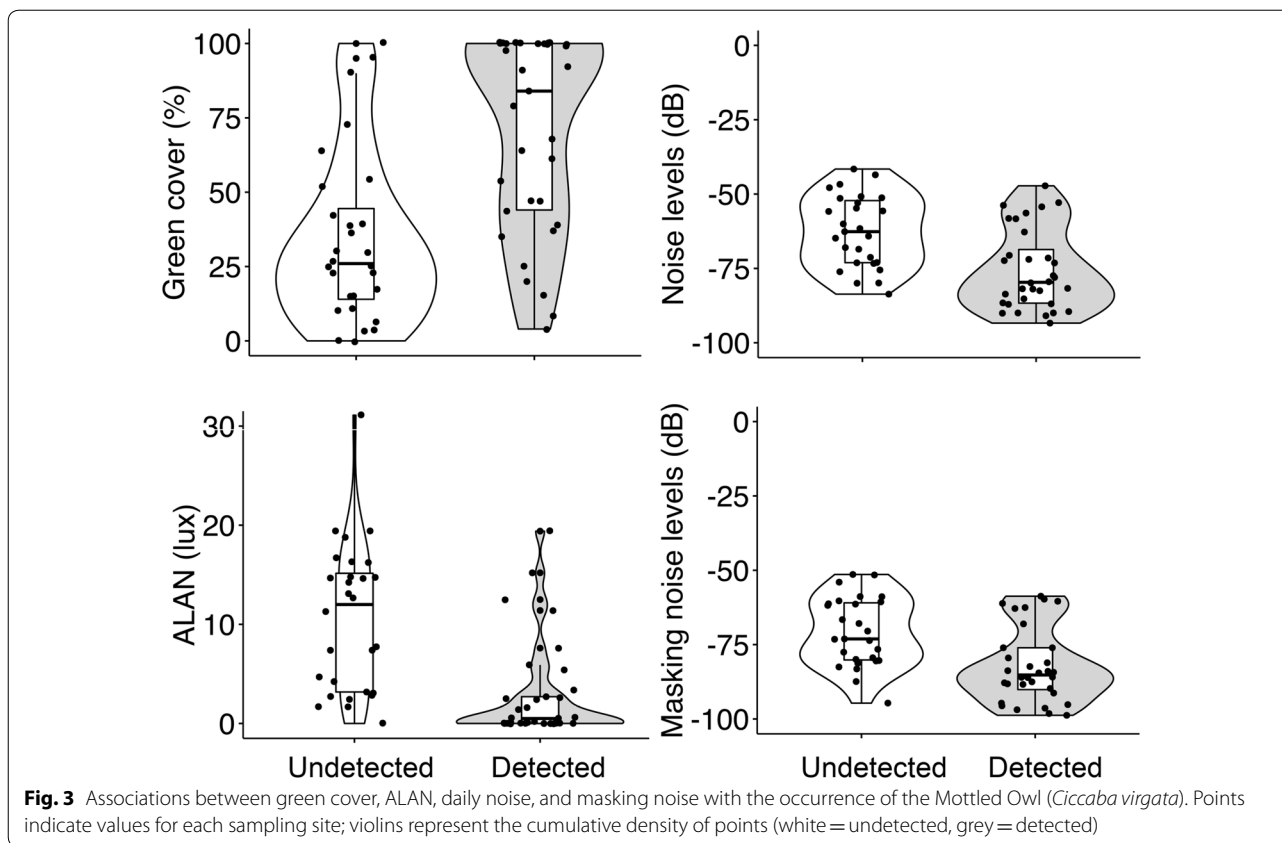 Green cover (%)
100
75
50
25
0
Noise levels (dB)
0
-25
-50
-75
-100
ALAN (lux)
30
20
10
0
Undetected Detected
Masking noise levels (dB)
0
-25
-50
-75
-100
Undetected Detected
Fig. 3 Associations between green cover, ALAN, daily noise, and masking noise with the occurrence of the Mottled Owl (Ciccaba virgata). Points
indicate values for each sampling site; violins represent the cumulative density of points (white = undetected, grey = detected)